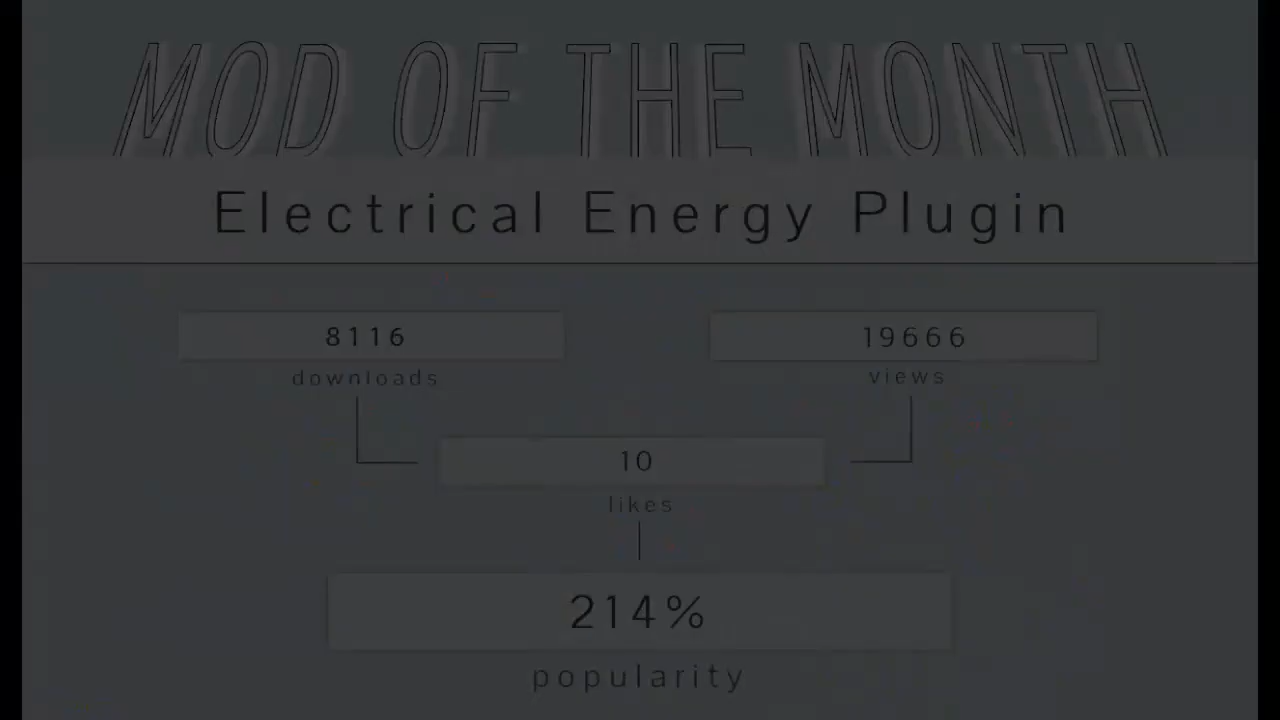 MOD OF THE MONTH
Electrical Energy Plugin
8116 19666
downloads views
10
likes
214%
popularity